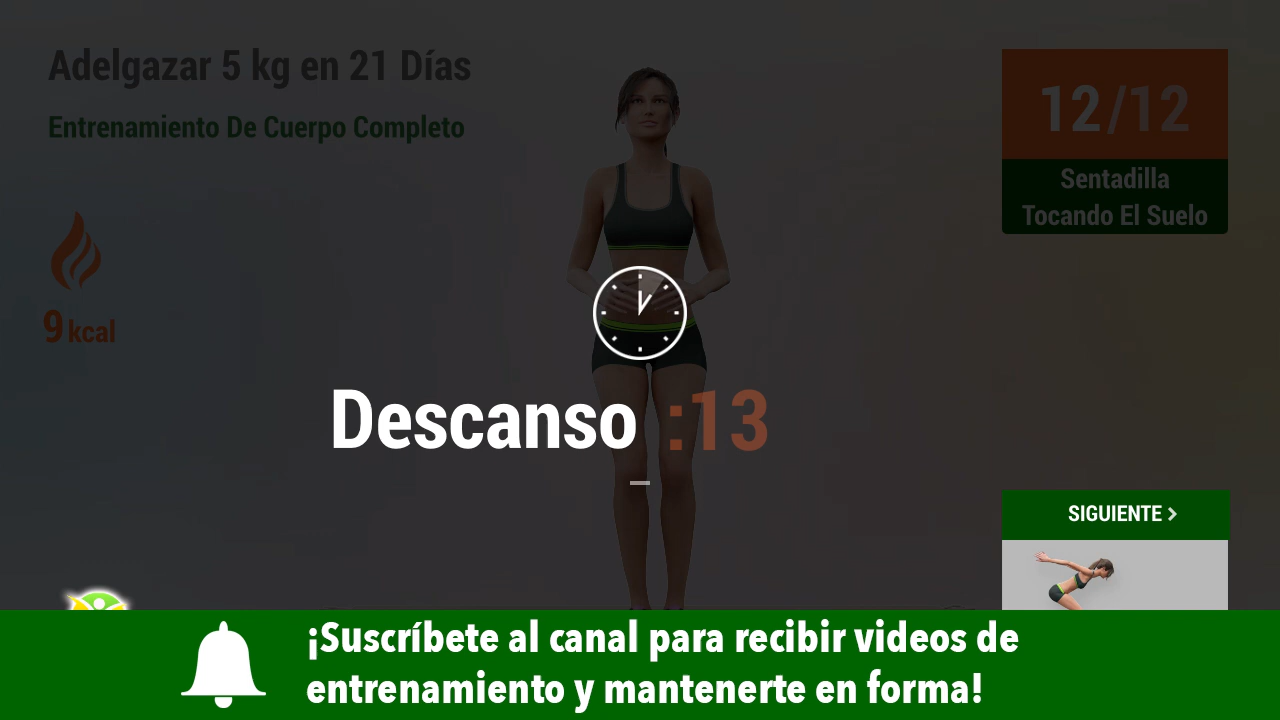 Adelgazar 5 kg en 21 Días
Entrenamiento De Cuerpo Completo
12/12
Sentadilla
Tocando El Suelo
9 kcal
Descanso :13
SIGUIENTE >
¡Suscríbete al canal para recibir videos de
entrenamiento y mantenerte en forma!